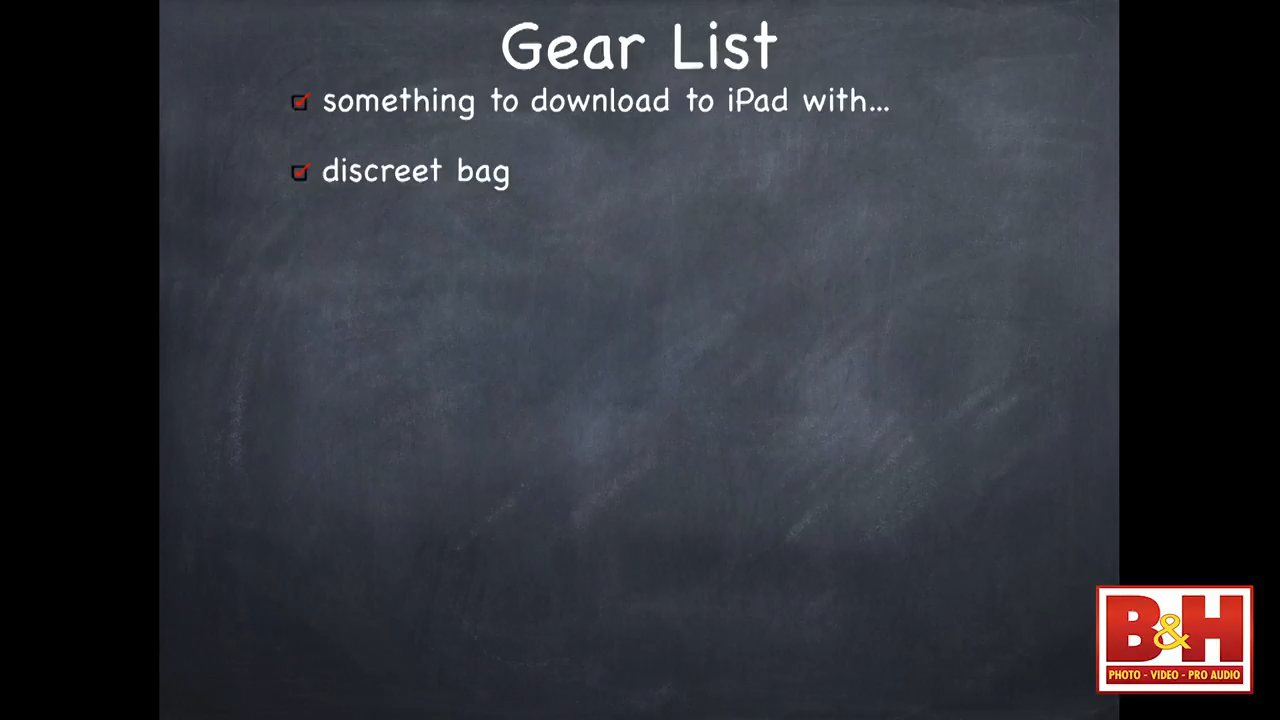 Gear List
something to download to iPad with...
discreet bag
B&H
PHOTO - VIDEO - PRO AUDIO